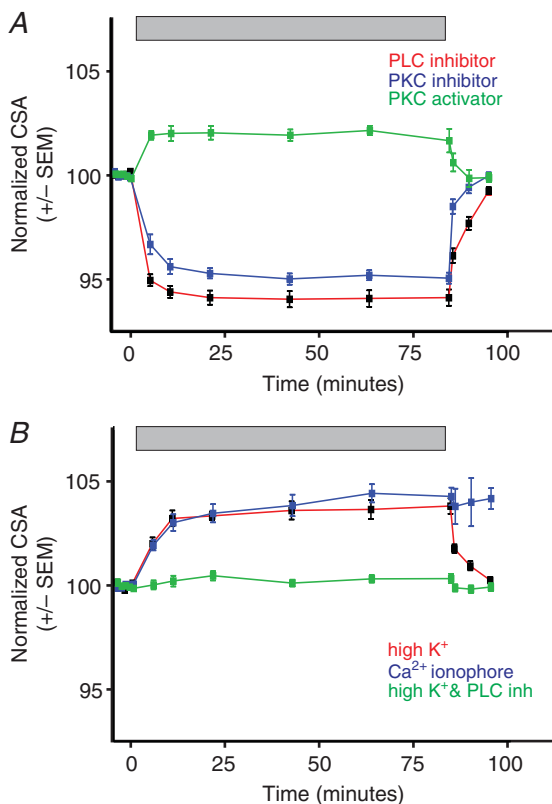 A
PLC inhibitor
PKC inhibitor
PKC activator
105
100
95
Normalized CSA
(+/− SEM)
0
25
50
75
100
Time (minutes)
B
105
100
95
Normalized CSA
(+/− SEM)
high K⁺
Ca²⁺ ionophore
high K⁺& PLC inh
0
25
50
75
100
Time (minutes)